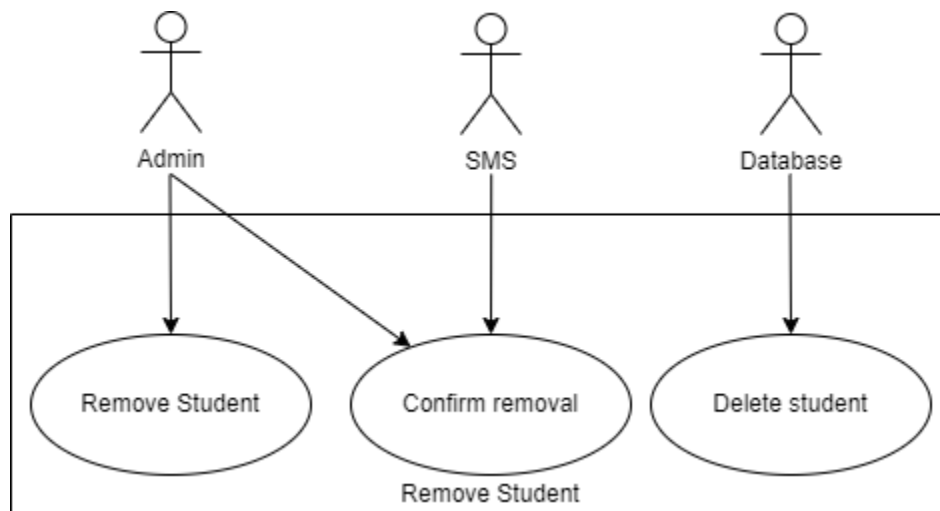 Admin
SMS
Database
Remove Student
Confirm removal
Delete student
Remove Student